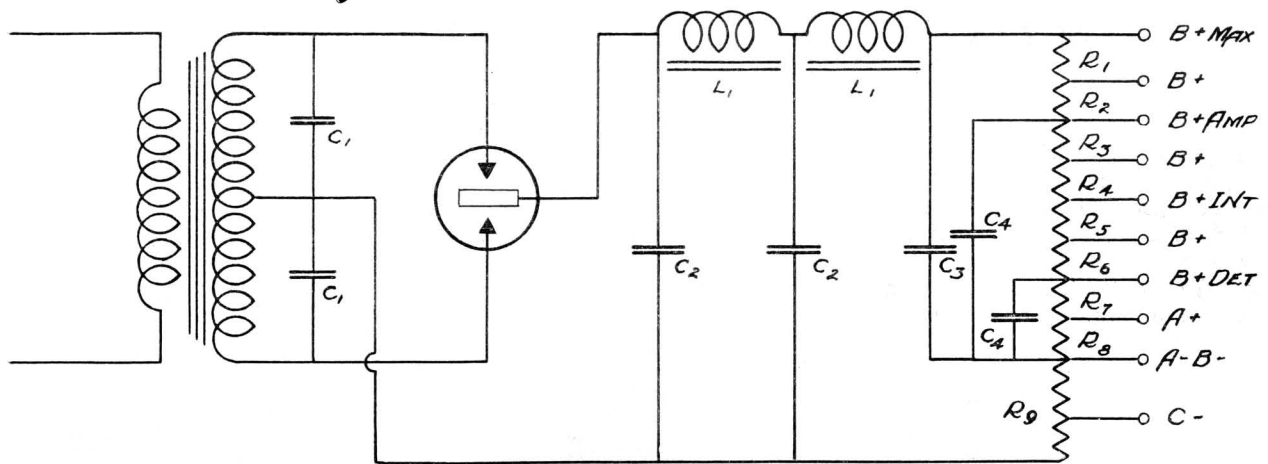 B+MAX
R1
B+
R2
B+AMP
R3
B+
R4
B+INT
R5
B+
R6
B+DET
R7
A+
R8
A-B-
R9
C-
C1
C1
L1
L1
C2
C2
C3
C4
C4